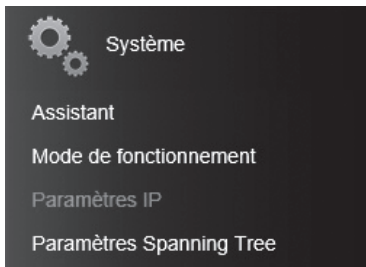 Système
Assistant
Mode de fonctionnement
Paramètres IP
Paramètres Spanning Tree